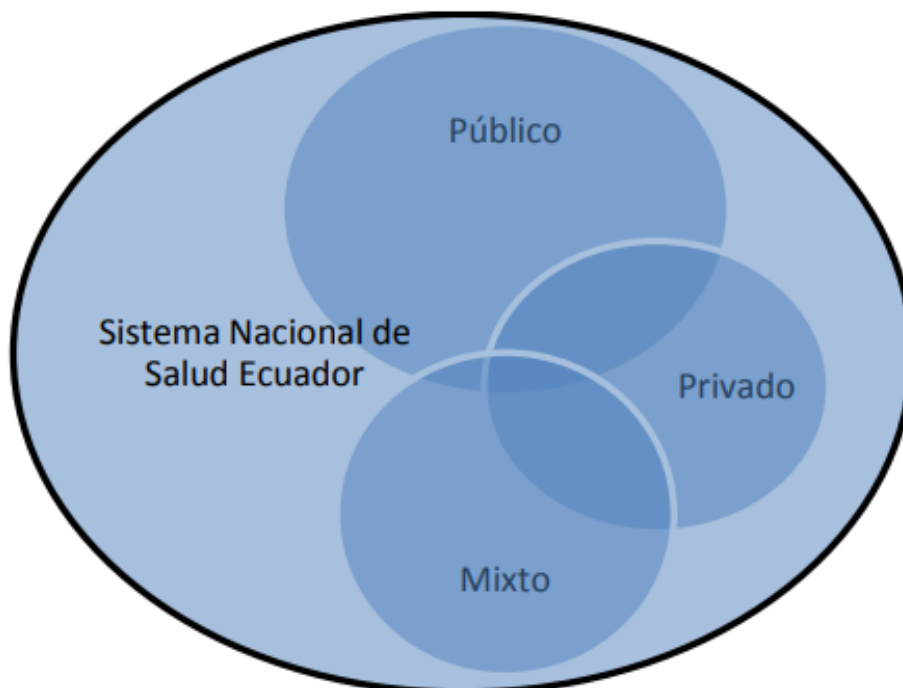 Público
Sistema Nacional de
Salud Ecuador
Privado
Mixto